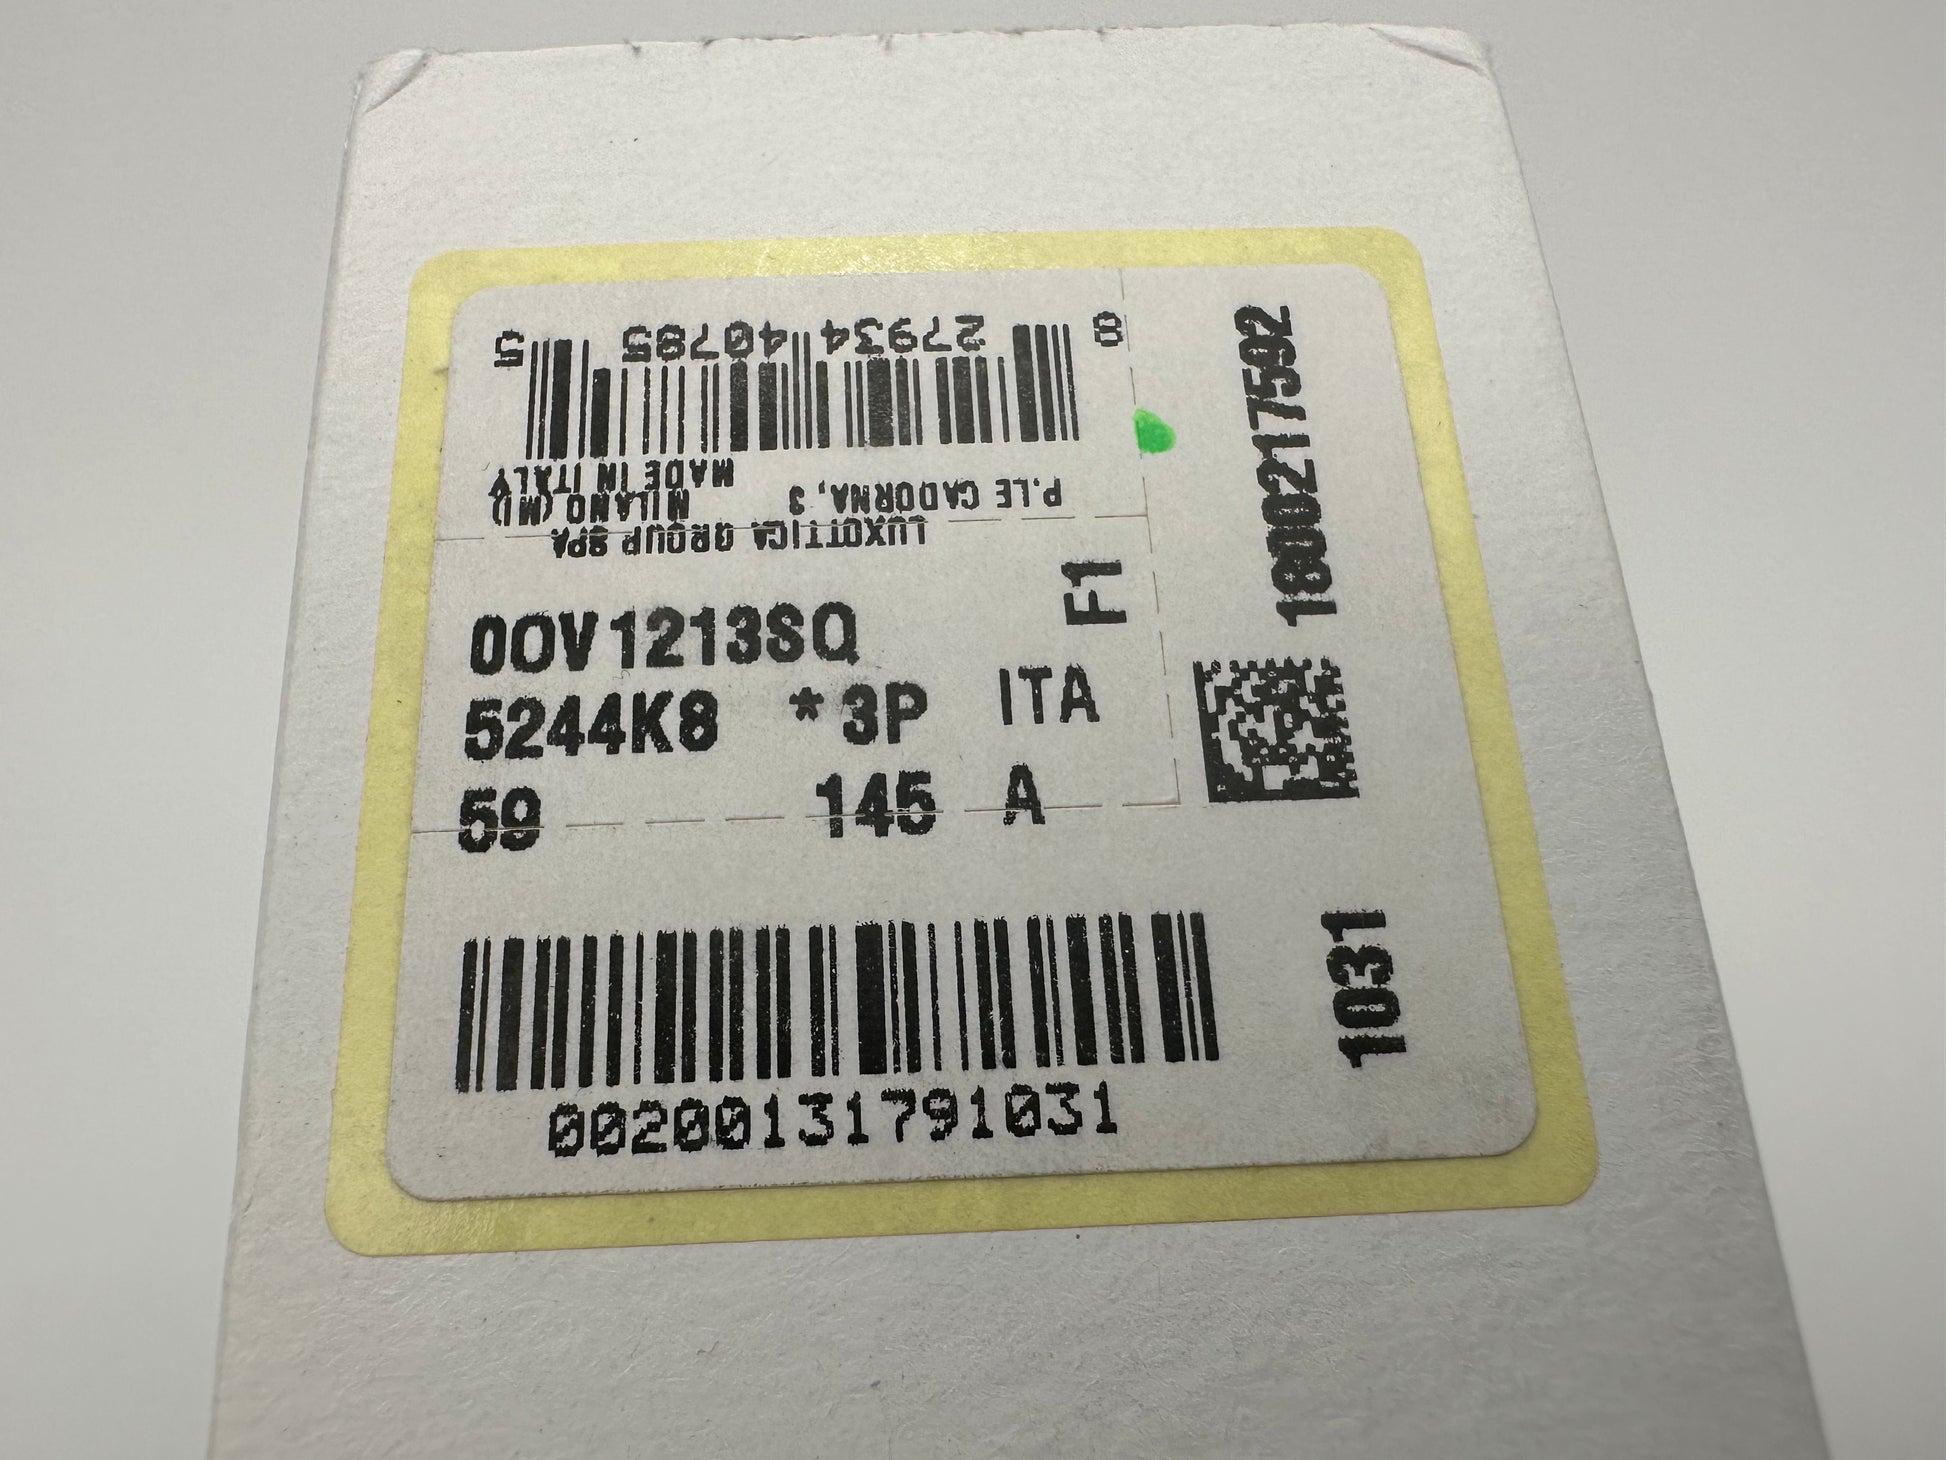 8 27934 40785 5
LUXOTTICA GROUP SPA
P.LE CADORNA, 3 MILANO (MI)
MADE IN ITALY
1800217592
F1
0OV1213SQ
5244K8 *3P ITA
59 145 A
1031
00200131791031